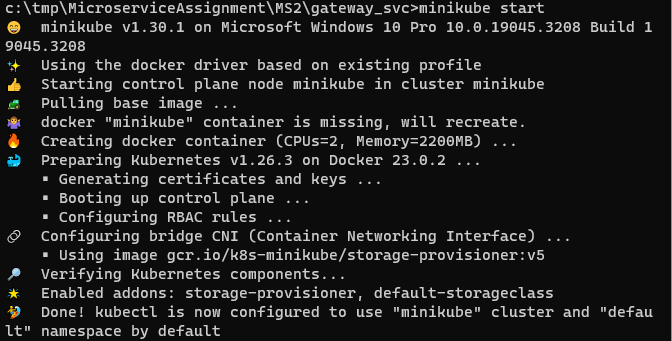 c:\tmp\MicroserviceAssignment\MS2\gateway_svc>minikube start
😄 minikube v1.30.1 on Microsoft Windows 10 Pro 10.0.19045.3208 Build 1
9045.3208
✨ Using the docker driver based on existing profile
👍 Starting control plane node minikube in cluster minikube
🚜 Pulling base image ...
🤷 docker "minikube" container is missing, will recreate.
🔥 Creating docker container (CPUs=2, Memory=2200MB) ...
🐳 Preparing Kubernetes v1.26.3 on Docker 23.0.2 ...
▪ Generating certificates and keys ...
▪ Booting up control plane ...
▪ Configuring RBAC rules ...
🔗 Configuring bridge CNI (Container Networking Interface) ...
▪ Using image gcr.io/k8s-minikube/storage-provisioner:v5
🔎 Verifying Kubernetes components...
🌟 Enabled addons: storage-provisioner, default-storageclass
🏄 Done! kubectl is now configured to use "minikube" cluster and "defau
lt" namespace by default